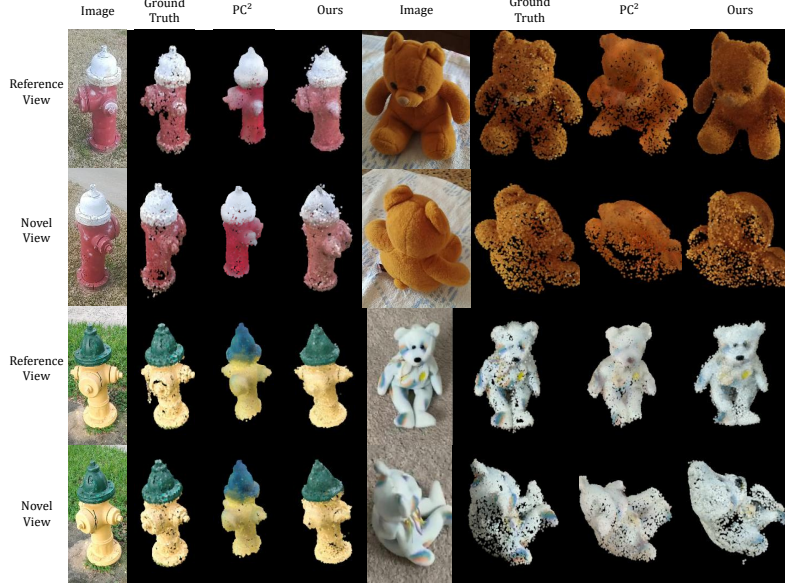 Image Ground Truth PC² Ours Image Ground Truth PC² Ours
Reference
View
Novel
View
Reference
View
Novel
View